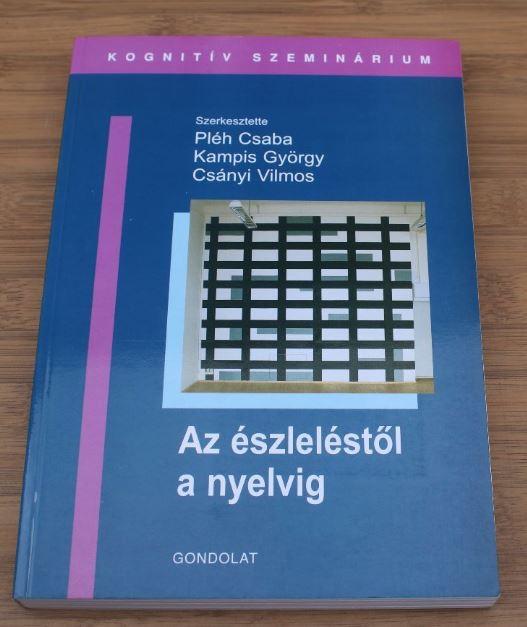 KOGNITÍV SZEMINÁRIUM
Szerkesztette
Pléh Csaba
Kampis György
Csányi Vilmos
Az észleléstől
a nyelvig
GONDOLAT